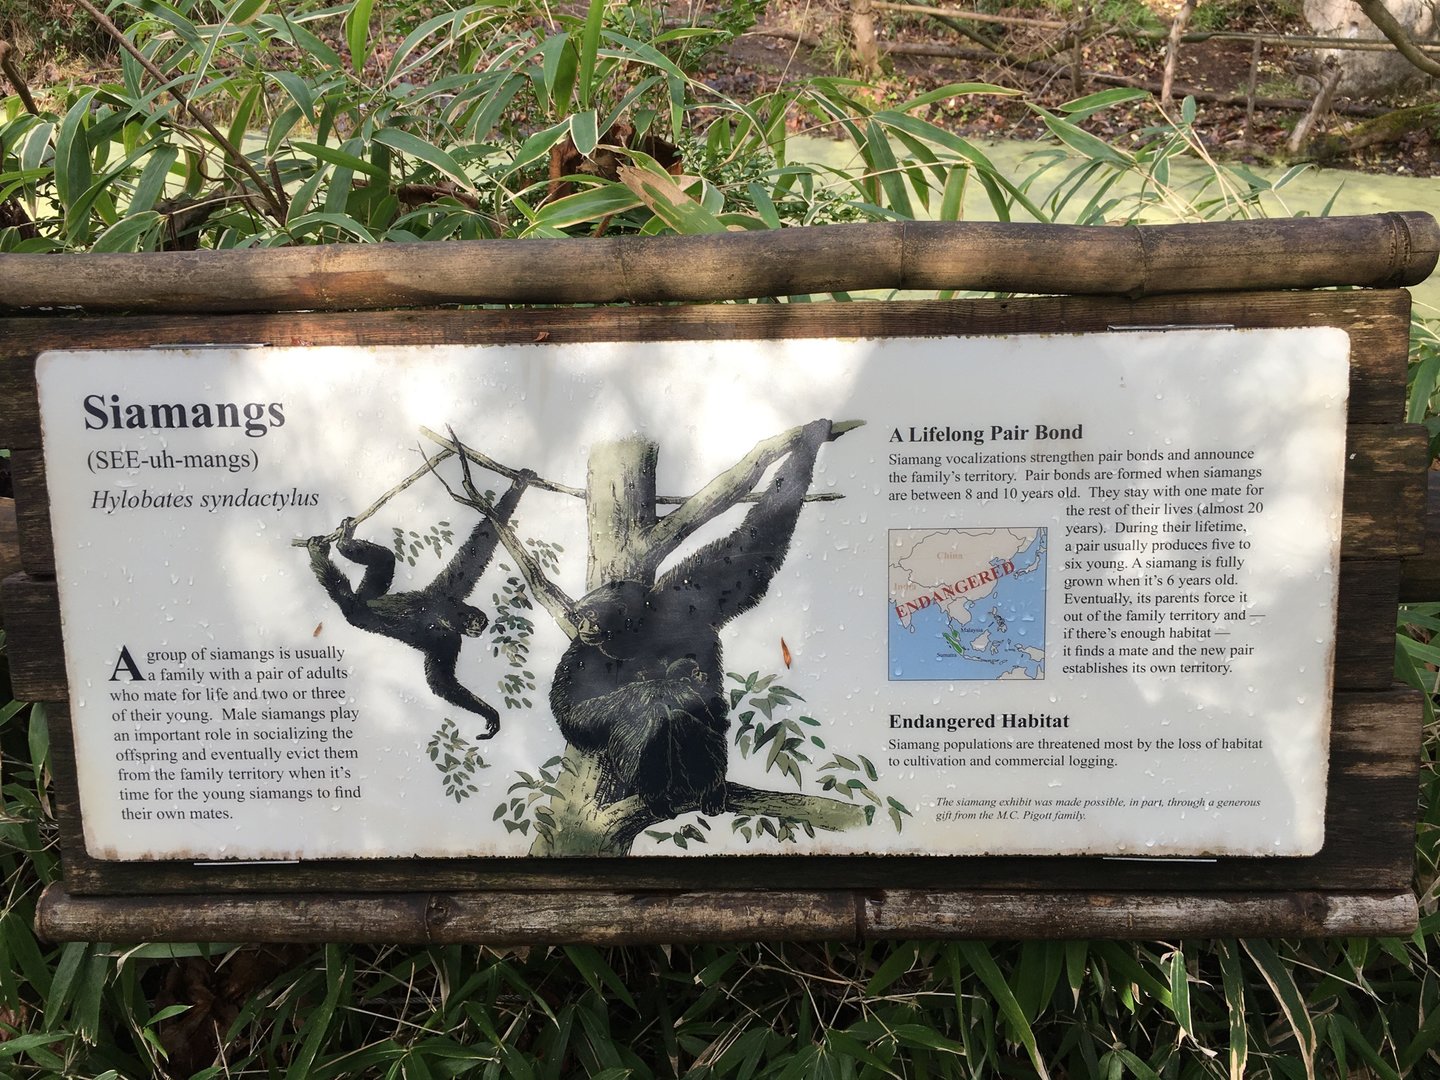 Siamangs
(SEE-uh-mangs)
Hylobates syndactylus
A group of siamangs is usually
a family with a pair of adults
who mate for life and two or three
of their young. Male siamangs play
an important role in socializing the
offspring and eventually evict them
from the family territory when it's
time for the young siamangs to find
their own mates.
A Lifelong Pair Bond
Siamang vocalizations strengthen pair bonds and announce
the family's territory. Pair bonds are formed when siamangs
are between 8 and 10 years old. They stay with one mate for
the rest of their lives (almost 20
years). During their lifetime,
a pair usually produces five to
six young. A siamang is fully
grown when it's 6 years old.
Eventually, its parents force it
out of the family territory and —
if there's enough habitat —
it finds a mate and the new pair
establishes its own territory.
China
India
ENDANGERED
Malaysia
Sumatra
Endangered Habitat
Siamang populations are threatened most by the loss of habitat
to cultivation and commercial logging.
The siamang exhibit was made possible, in part, through a generous
gift from the M.C. Pigott family.